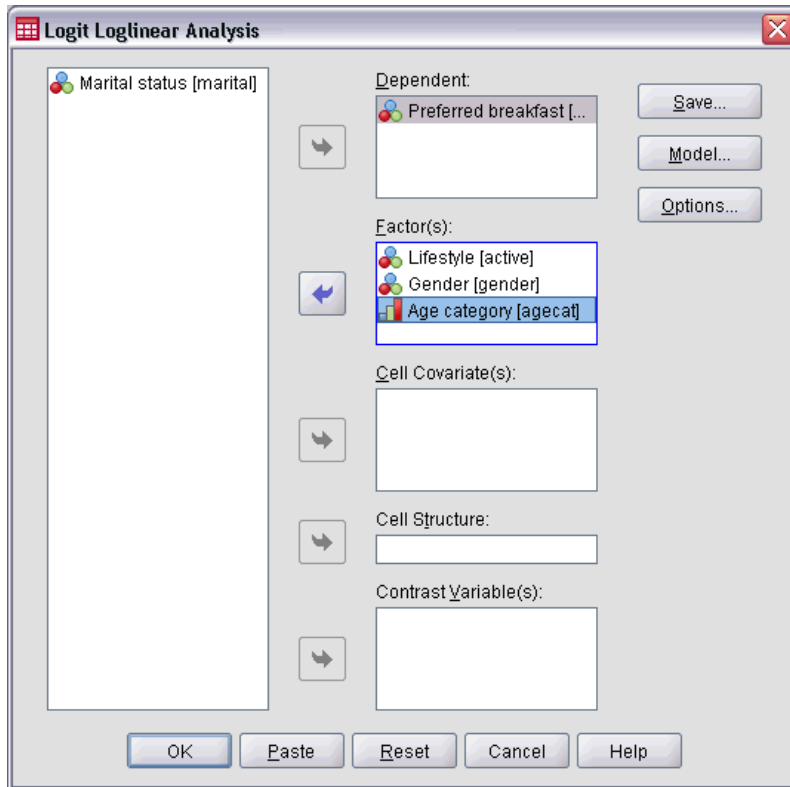 Logit Loglinear Analysis
Marital status [marital]
Dependent:
Preferred breakfast [...
Factor(s):
Lifestyle [active]
Gender [gender]
Age category [agecat]
Cell Covariate(s):
Cell Structure:
Contrast Variable(s):
Save...
Model...
Options...
OK Paste Reset Cancel Help